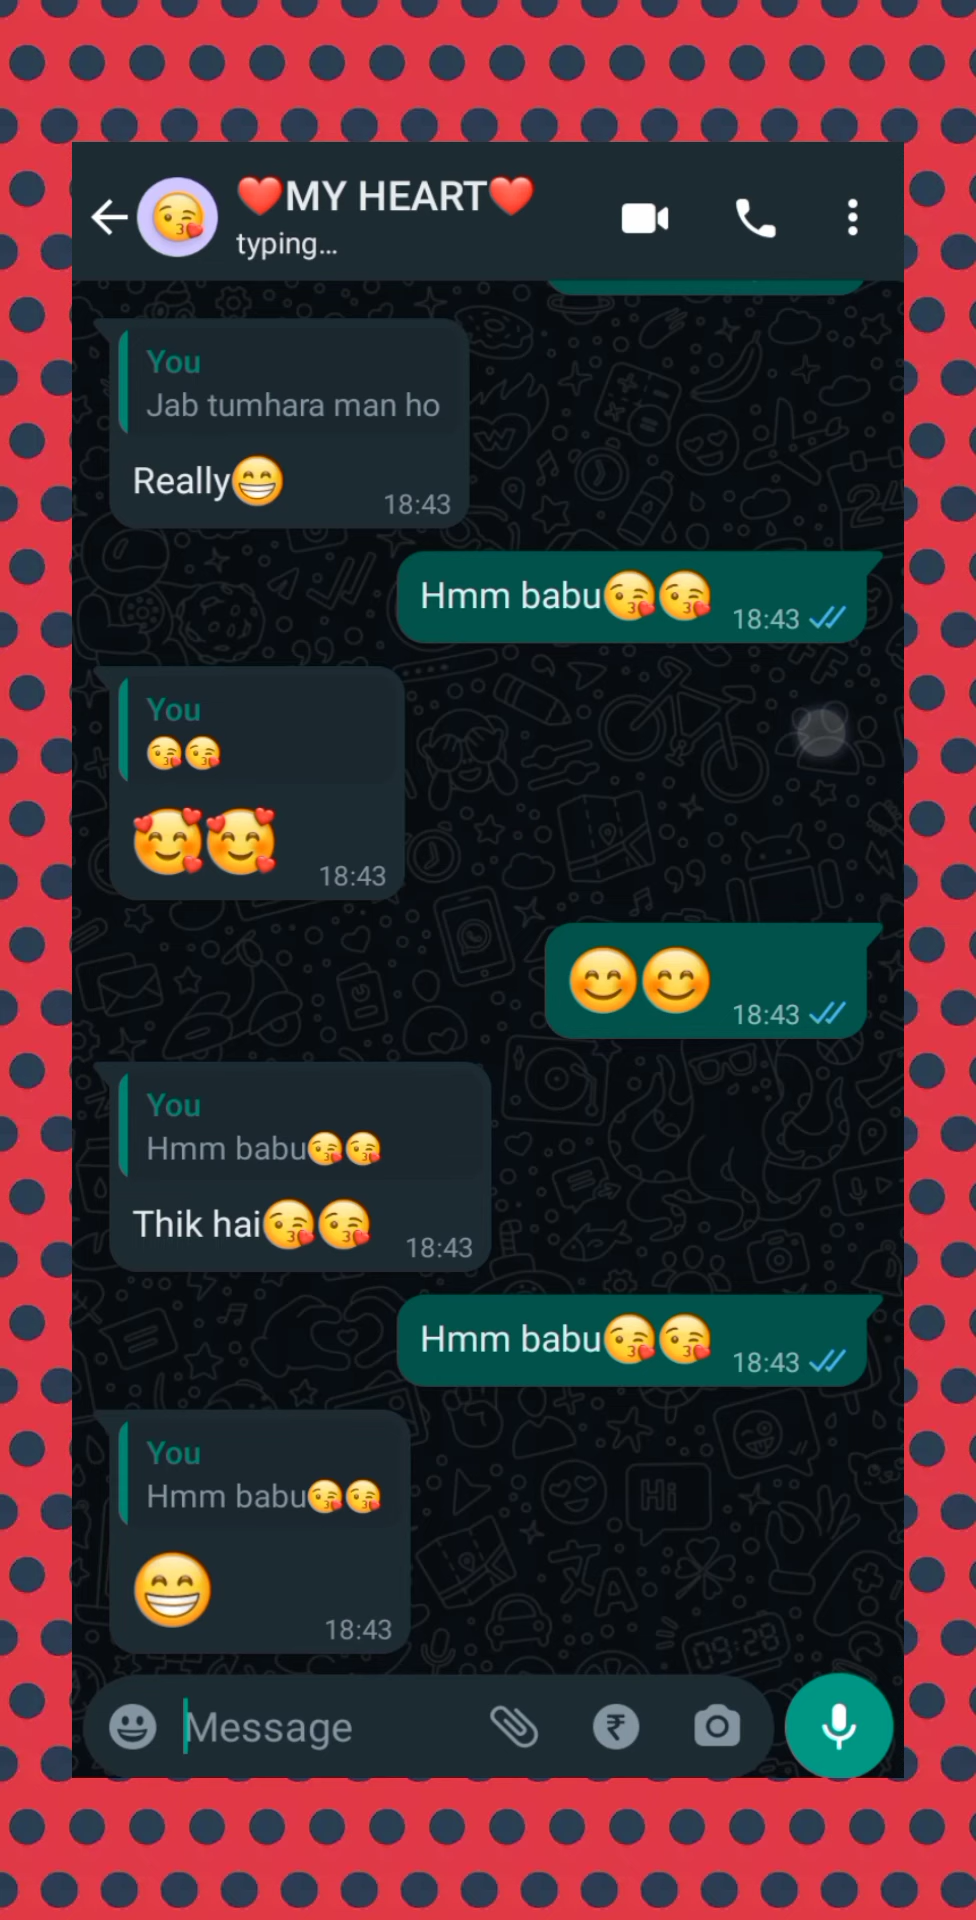 ❤️MY HEART❤️
typing...
You
Jab tumhara man ho
Really😁
18:43
Hmm babu😘😘
18:43
You
😘😘
🥰🥰
18:43
😊😊
18:43
You
Hmm babu😘😘
Thik hai😘😘
18:43
Hmm babu😘😘
18:43
You
Hmm babu😘😘
😁
18:43
Message